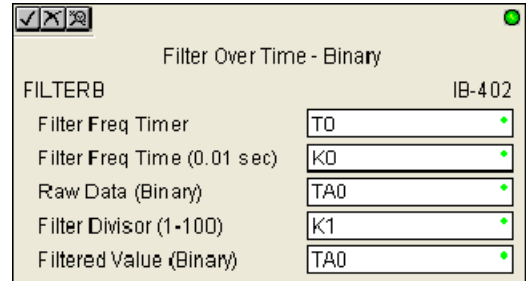 Filter Over Time - Binary
FILTERB IB-402
Filter Freq Timer T0
Filter Freq Time (0.01 sec) K0
Raw Data (Binary) TA0
Filter Divisor (1-100) K1
Filtered Value (Binary) TA0